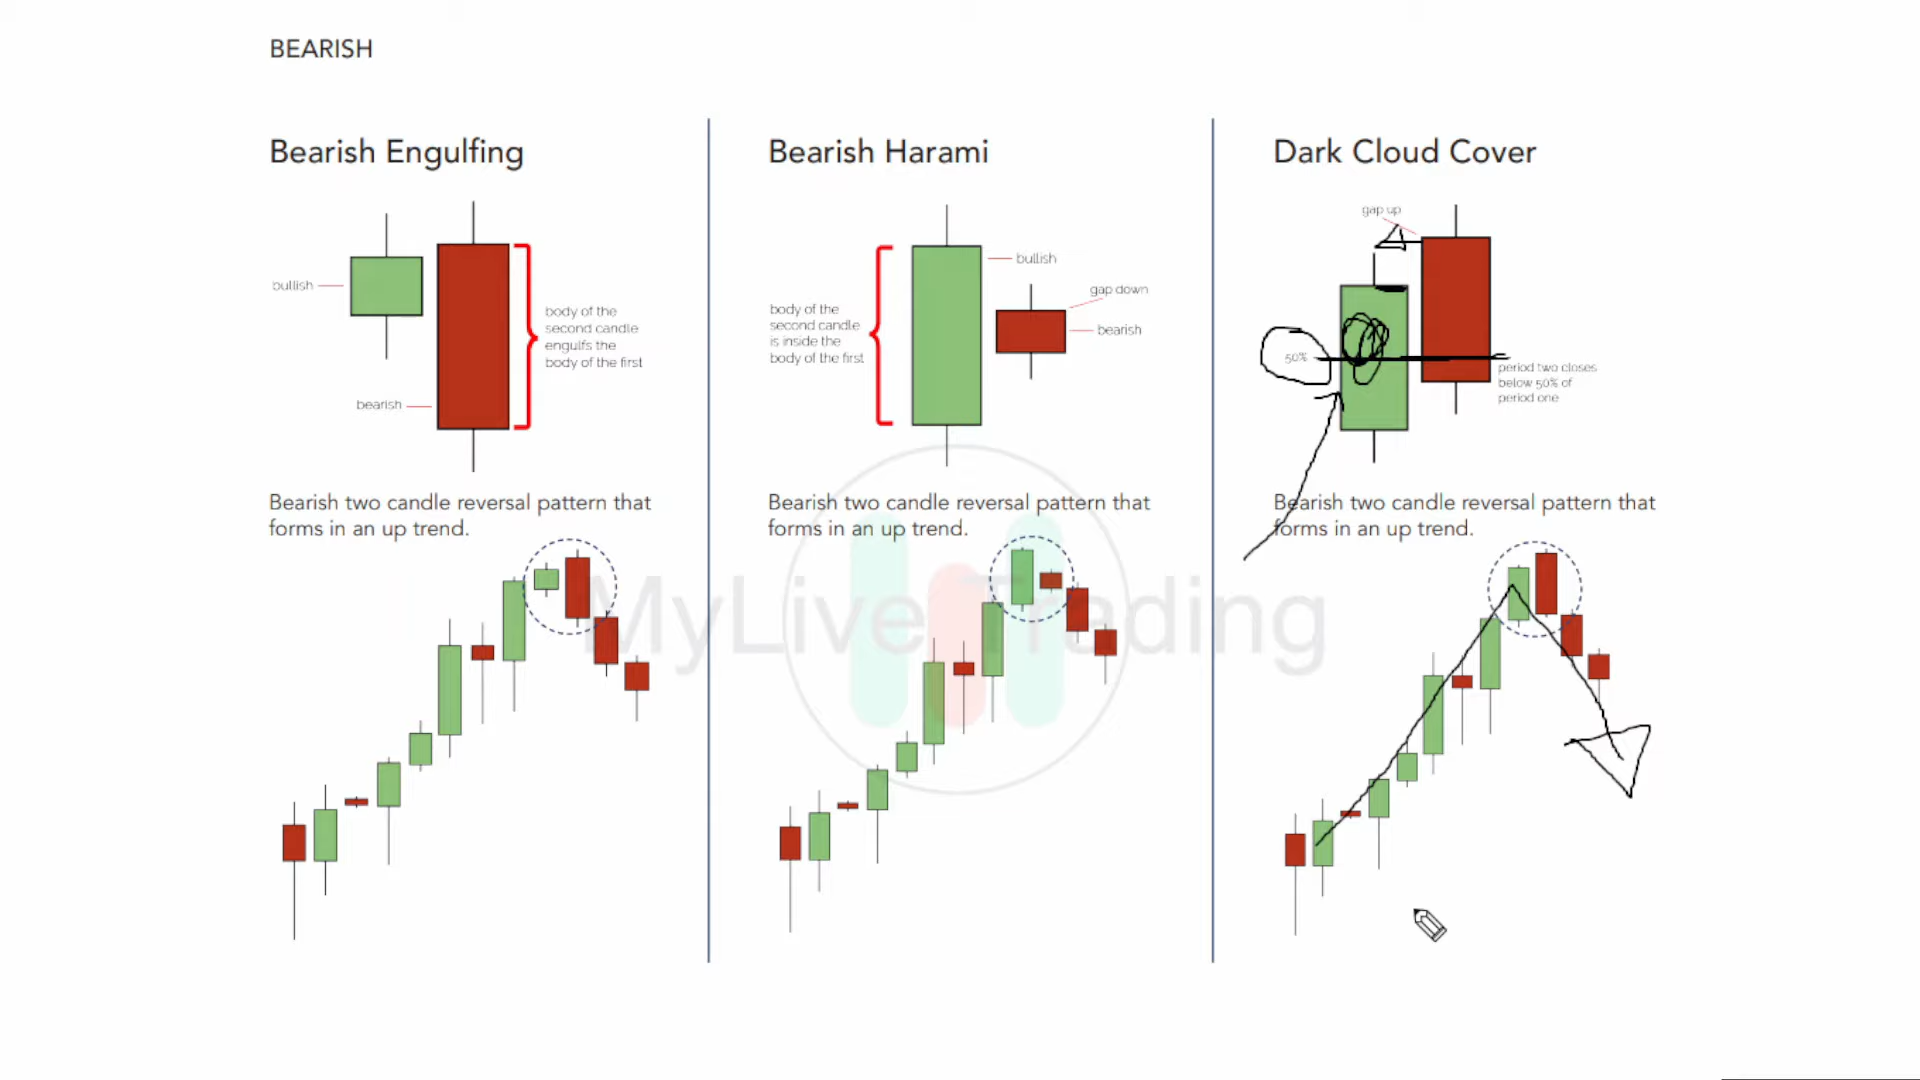 BEARISH
Bearish Engulfing
bullish
bearish
body of the
second candle
engulfs the
body of the first
Bearish two candle reversal pattern that
forms in an up trend.
Bearish Harami
body of the
second candle
is inside the
body of the first
bullish
gap down
bearish
Bearish two candle reversal pattern that
forms in an up trend.
Dark Cloud Cover
gap up
50%
period two closes
below 50% of
period one
Bearish two candle reversal pattern that
forms in an up trend.
MyLive Trading